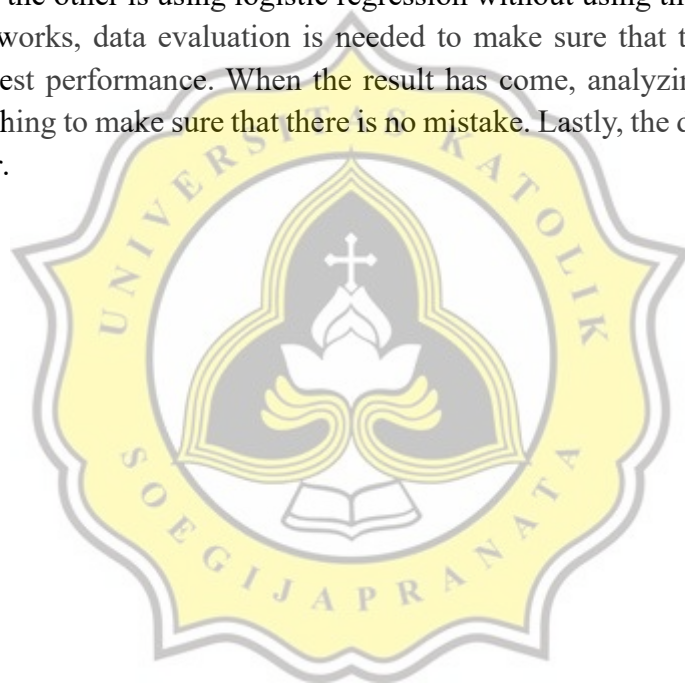 the other is using logistic regression without using th
works, data evaluation is needed to make sure that t
est performance. When the result has come, analyzin
hing to make sure that there is no mistake. Lastly, the
UNIVERSITAS KATOLIK
SOEGIJAPRANATA